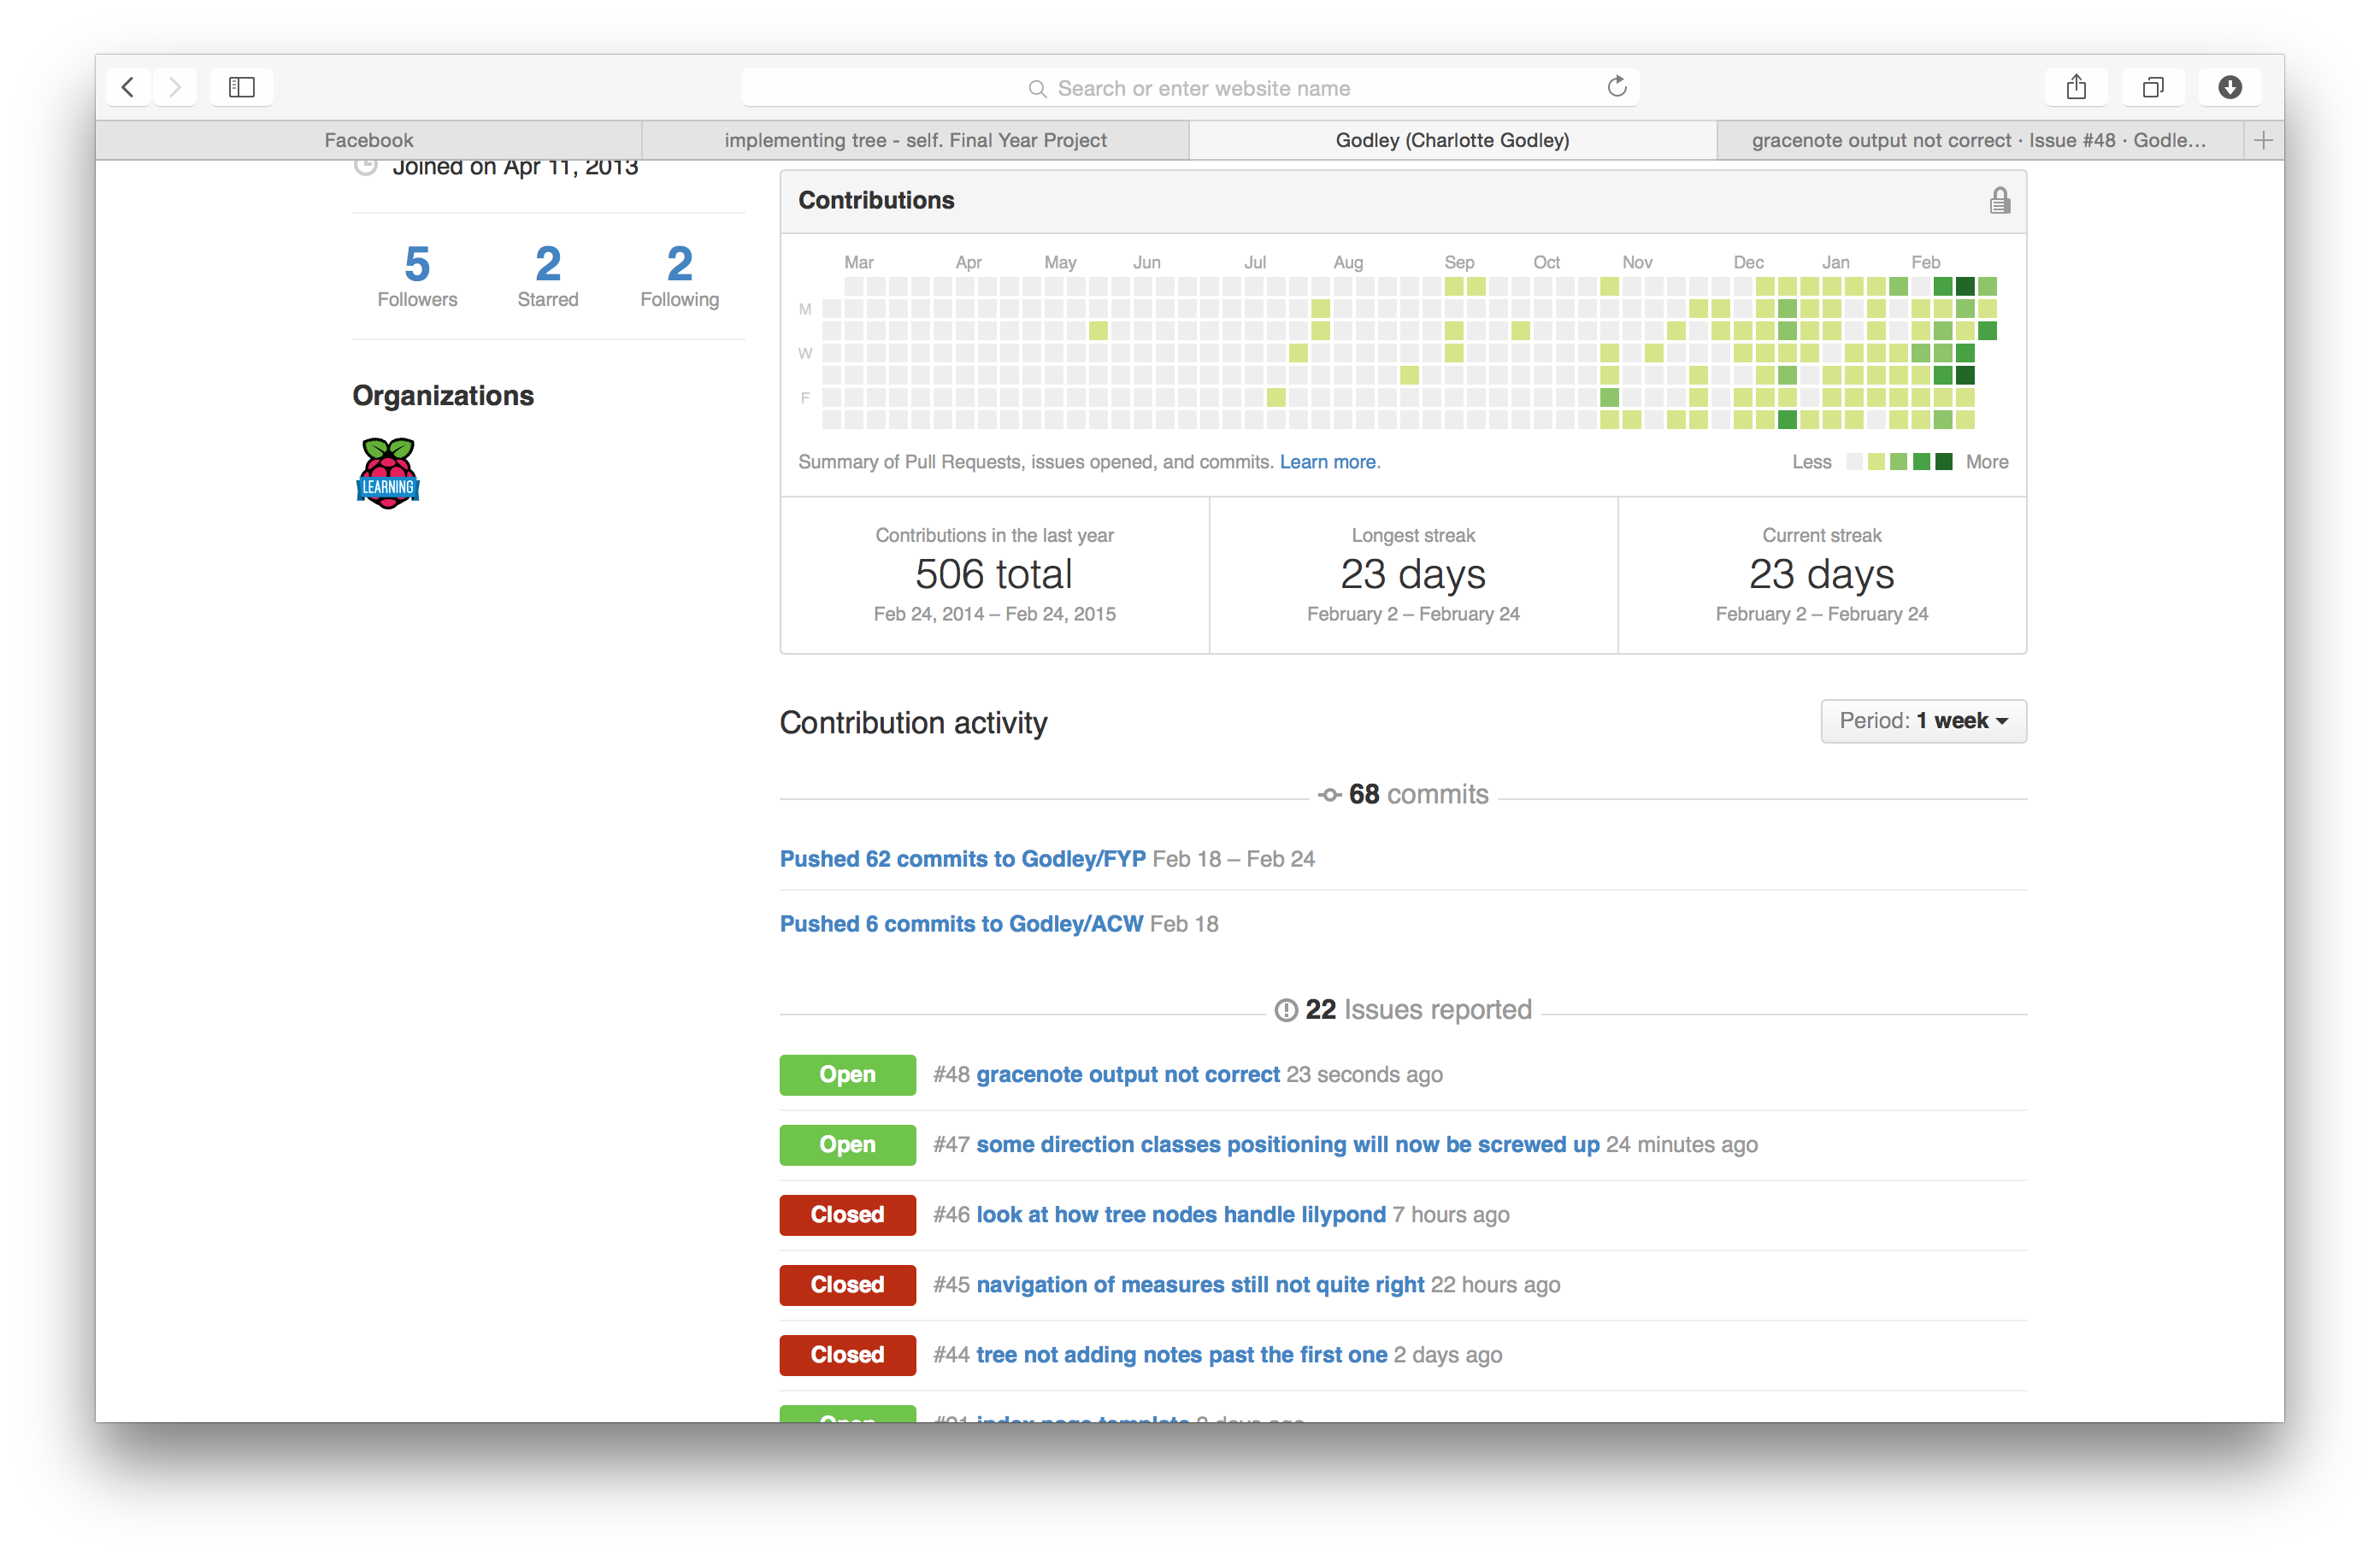 Search or enter website name
Facebook
implementing tree - self. Final Year Project
Godley (Charlotte Godley)
gracenote output not correct · Issue #48 · Godle...
Joined on Apr 11, 2013
5
Followers
2
Starred
2
Following
Organizations
LEARNING
Contributions
Mar Apr May Jun Jul Aug Sep Oct Nov Dec Jan Feb
M
W
F
Summary of Pull Requests, issues opened, and commits. Learn more.
Less More
Contributions in the last year
506 total
Feb 24, 2014 – Feb 24, 2015
Longest streak
23 days
February 2 – February 24
Current streak
23 days
February 2 – February 24
Contribution activity
Period: 1 week
68 commits
Pushed 62 commits to Godley/FYP Feb 18 – Feb 24
Pushed 6 commits to Godley/ACW Feb 18
22 Issues reported
Open #48 gracenote output not correct 23 seconds ago
Open #47 some direction classes positioning will now be screwed up 24 minutes ago
Closed #46 look at how tree nodes handle lilypond 7 hours ago
Closed #45 navigation of measures still not quite right 22 hours ago
Closed #44 tree not adding notes past the first one 2 days ago
Open index page template days ago